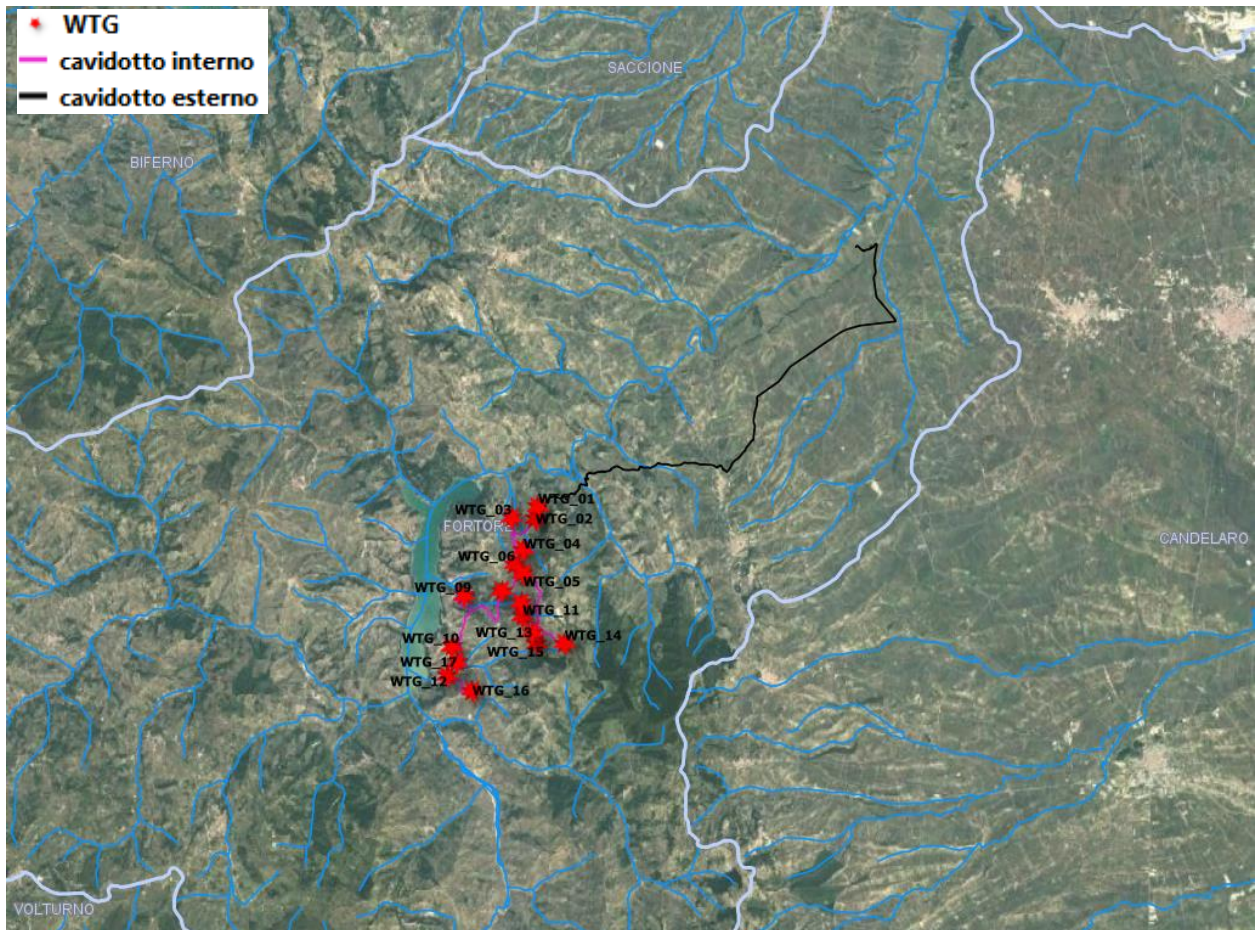 WTG
cavidotto interno
cavidotto esterno
SACCIONE
BIFERNO
WTG_01
WTG_03
WTG_02
FORTORE
CANDELARO
WTG_04
WTG_06
WTG_05
WTG_09
WTG_11
WTG_13
WTG_14
WTG_10
WTG_15
WTG_17
WTG_12
WTG_16
VOLTURNO